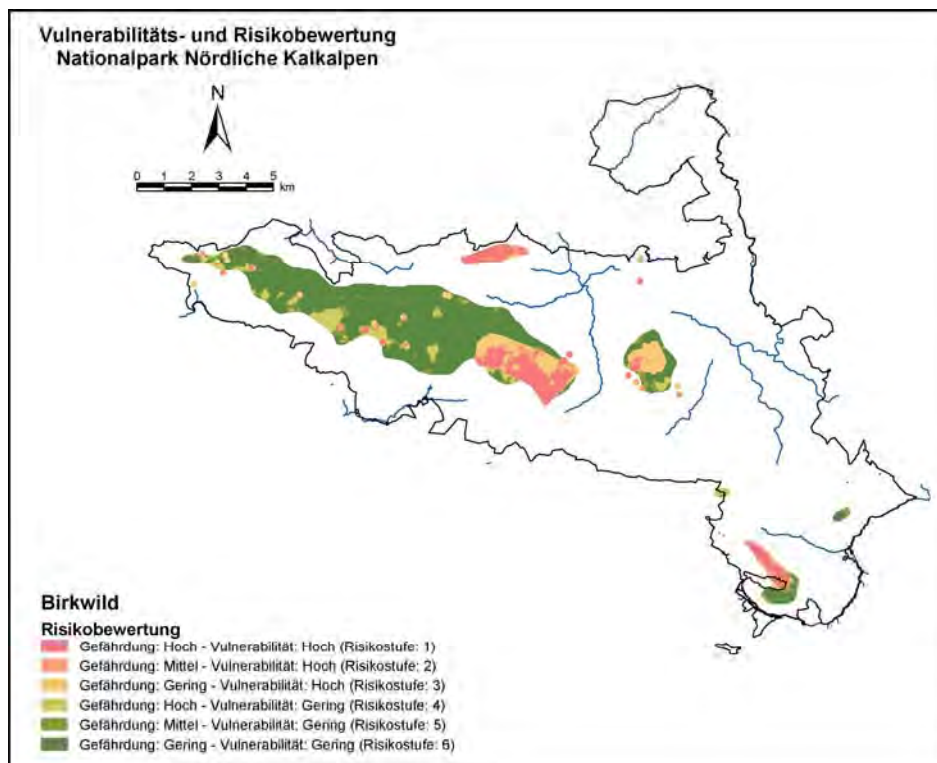 Vulnerabilitäts- und Risikobewertung
Nationalpark Nördliche Kalkalpen
N
0 1 2 3 4 5
km
Birkwild
Risikobewertung
Gefährdung: Hoch - Vulnerabilität: Hoch (Risikostufe: 1)
Gefährdung: Mittel - Vulnerabilität: Hoch (Risikostufe: 2)
Gefährdung: Gering - Vulnerabilität: Hoch (Risikostufe: 3)
Gefährdung: Hoch - Vulnerabilität: Gering (Risikostufe: 4)
Gefährdung: Mittel - Vulnerabilität: Gering (Risikostufe: 5)
Gefährdung: Gering - Vulnerabilität: Gering (Risikostufe: 6)